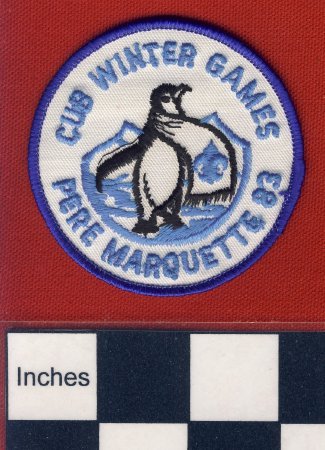 CUB WINTER GAMES
PERE MARQUETTE 83
Inches